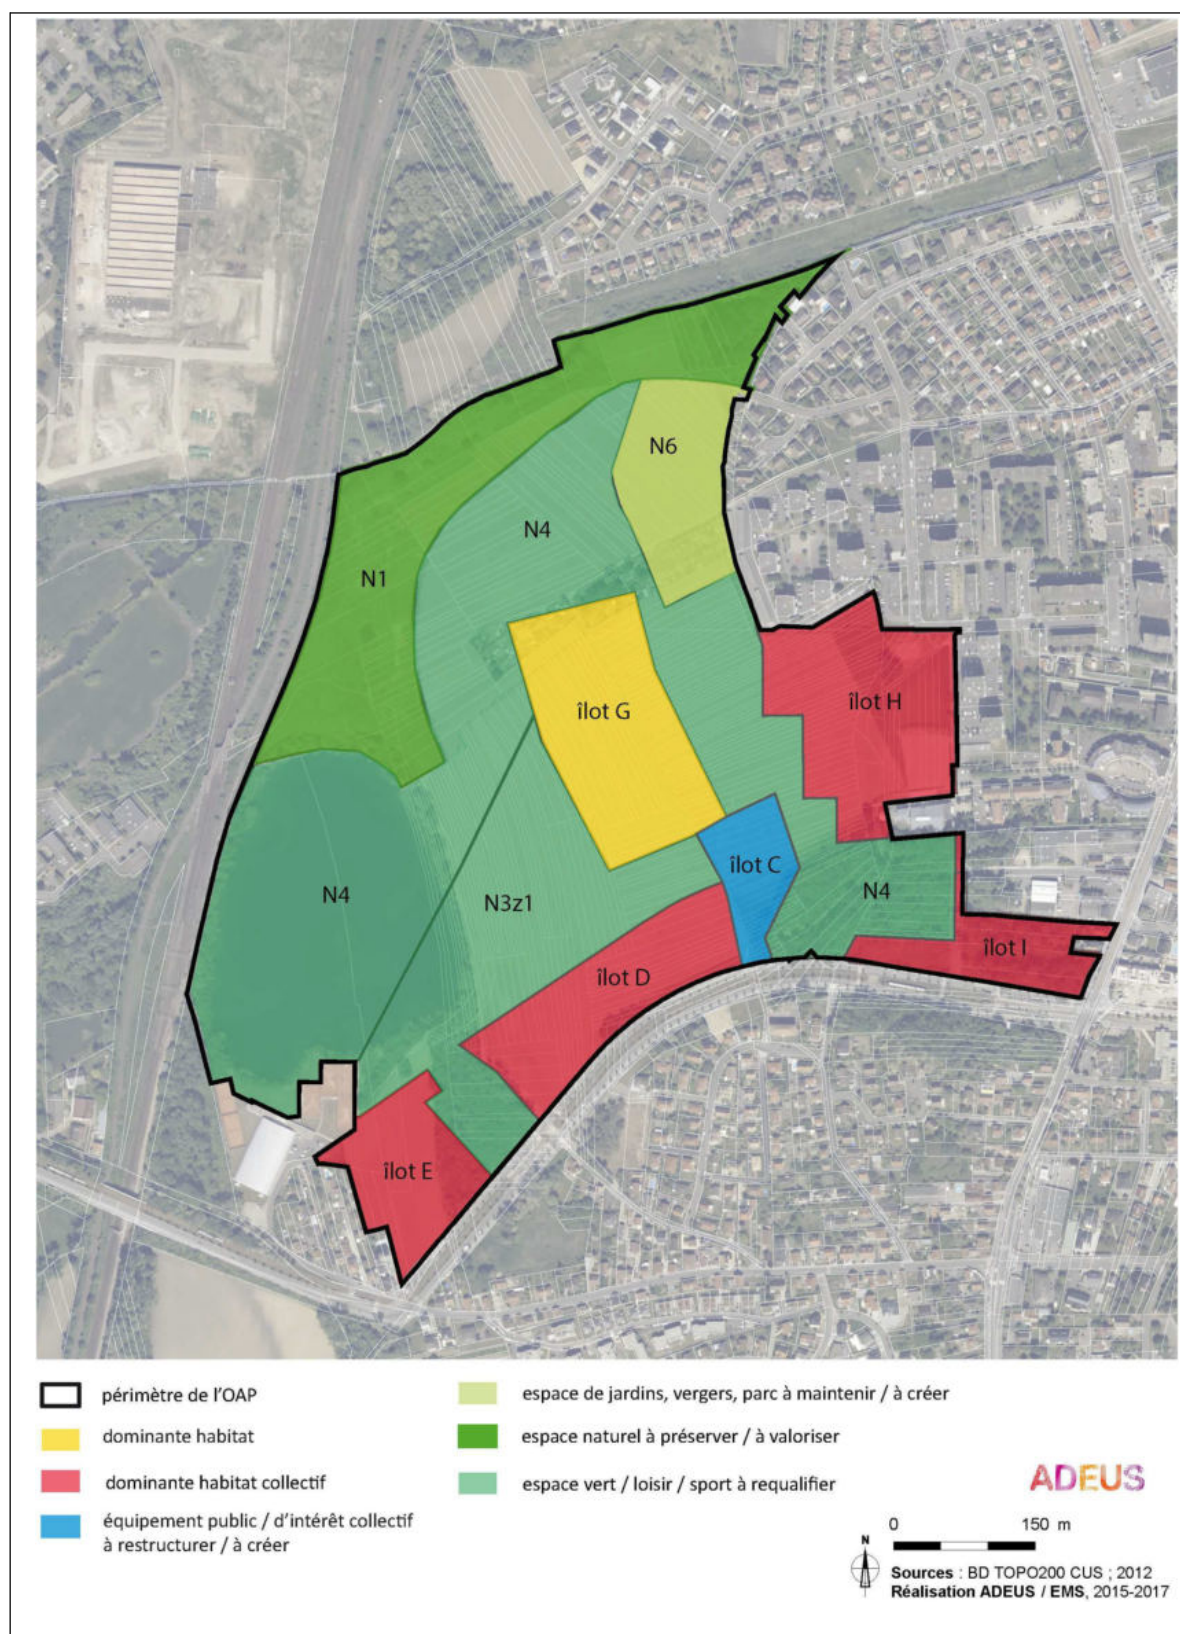 N6
N4
N1
îlot G
îlot H
îlot C
N4
N3z1
N4
îlot D
îlot I
îlot E
périmètre de l'OAP
dominante habitat
dominante habitat collectif
équipement public / d'intérêt collectif
à restructurer / à créer
espace de jardins, vergers, parc à maintenir / à créer
espace naturel à préserver / à valoriser
espace vert / loisir / sport à requalifier
ADEUS
0 150 m
N
Sources : BD TOPO200 CUS ; 2012
Réalisation ADEUS / EMS, 2015-2017